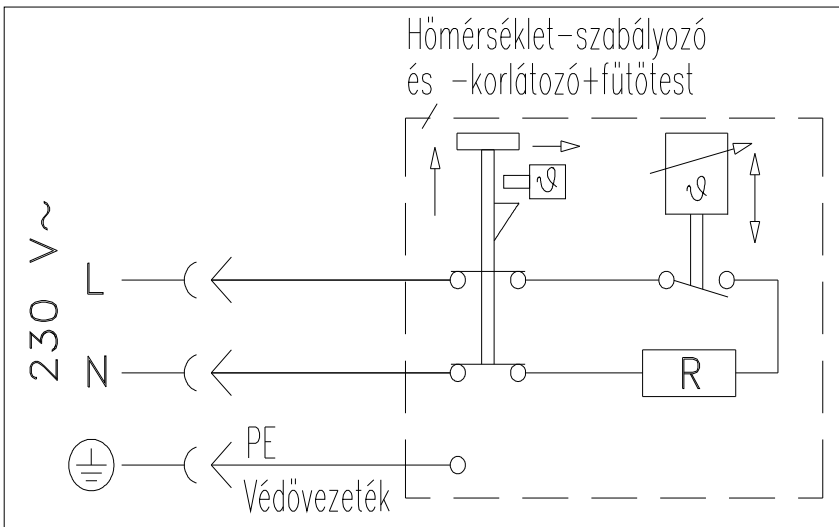 Hőmérséklet-szabályozó
és -korlátozó+fűtőtest
ϑ
ϑ
230 V~
L
N
R
PE
Védővezeték